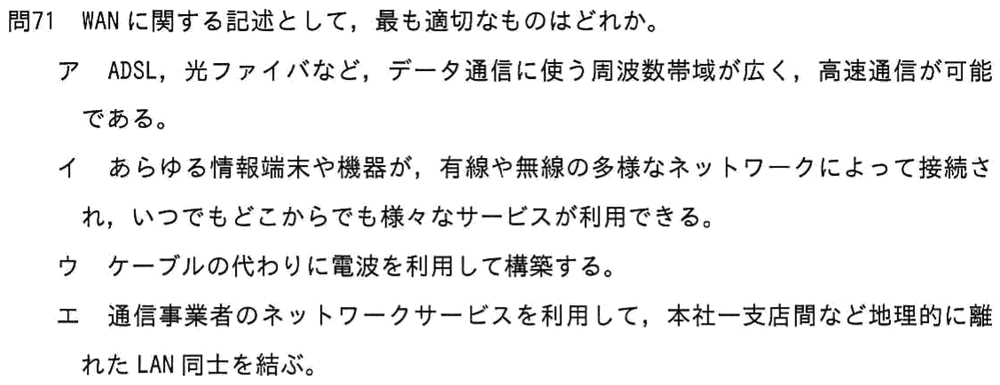 問71 WAN に関する記述として，最も適切なものはどれか。
ア ADSL，光ファイバなど，データ通信に使う周波数帯域が広く，高速通信が可能
である。
イ あらゆる情報端末や機器が，有線や無線の多様なネットワークによって接続さ
れ，いつでもどこからでも様々なサービスが利用できる。
ウ ケーブルの代わりに電波を利用して構築する。
エ 通信事業者のネットワークサービスを利用して，本社―支店間など地理的に離
れた LAN 同士を結ぶ。